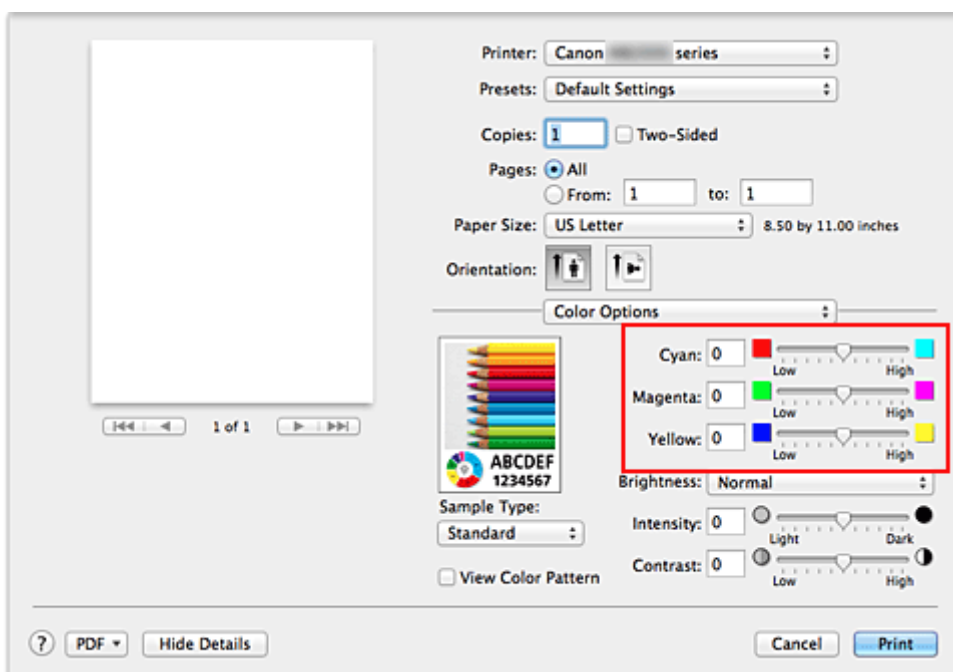 Printer: Canon series
Presets: Default Settings
Copies: 1 Two-Sided
Pages: All
From: 1 to: 1
Paper Size: US Letter 8.50 by 11.00 inches
Orientation:
Color Options
Cyan: 0
Low High
Magenta: 0
Low High
Yellow: 0
Low High
1 of 1
ABCDEF
1234567
Brightness: Normal
Sample Type:
Standard
Intensity: 0
Light Dark
View Color Pattern
Contrast: 0
Low High
? PDF Hide Details Cancel Print